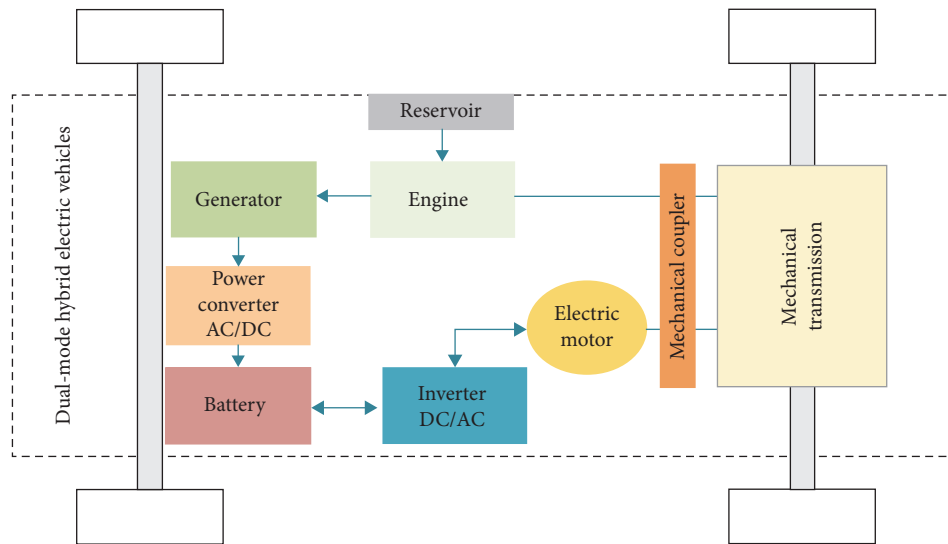 Dual-mode hybrid electric vehicles
Reservoir
Generator
Engine
Power
converter
AC/DC
Battery
Inverter
DC/AC
Electric
motor
Mechanical coupler
Mechanical
transmission